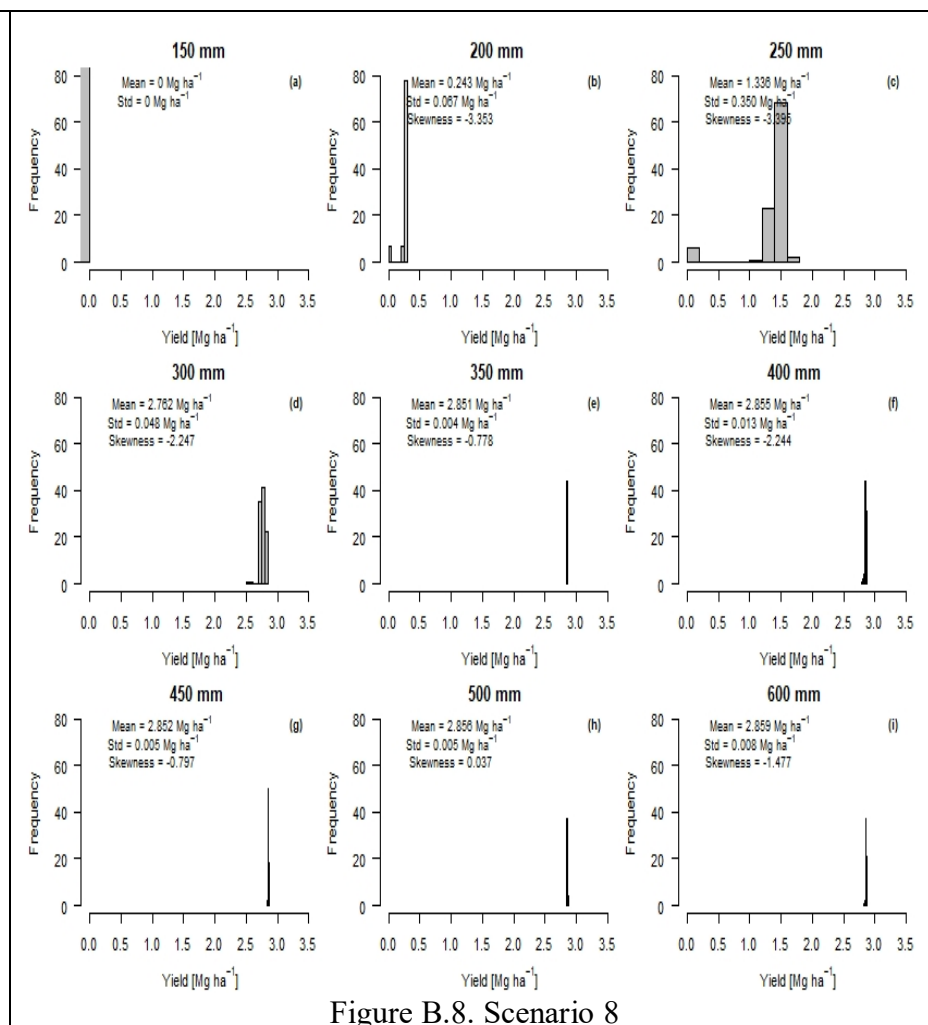 150 mm
(a)
Mean = 0 Mg ha⁻¹
Std = 0 Mg ha⁻¹
Frequency
80
60
40
20
0
0.0 0.5 1.0 1.5 2.0 2.5 3.0 3.5
Yield [Mg ha⁻¹]
200 mm
(b)
Mean = 0.243 Mg ha⁻¹
Std = 0.067 Mg ha⁻¹
Skewness = -3.353
Frequency
80
60
40
20
0
0.0 0.5 1.0 1.5 2.0 2.5 3.0 3.5
Yield [Mg ha⁻¹]
250 mm
(c)
Mean = 1.336 Mg ha⁻¹
Std = 0.350 Mg ha⁻¹
Skewness = -3.395
Frequency
80
60
40
20
0
0.0 0.5 1.0 1.5 2.0 2.5 3.0 3.5
Yield [Mg ha⁻¹]
300 mm
(d)
Mean = 2.762 Mg ha⁻¹
Std = 0.048 Mg ha⁻¹
Skewness = -2.247
Frequency
80
60
40
20
0
0.0 0.5 1.0 1.5 2.0 2.5 3.0 3.5
Yield [Mg ha⁻¹]
350 mm
(e)
Mean = 2.851 Mg ha⁻¹
Std = 0.004 Mg ha⁻¹
Skewness = -0.778
Frequency
80
60
40
20
0
0.0 0.5 1.0 1.5 2.0 2.5 3.0 3.5
Yield [Mg ha⁻¹]
400 mm
(f)
Mean = 2.855 Mg ha⁻¹
Std = 0.013 Mg ha⁻¹
Skewness = -2.244
Frequency
80
60
40
20
0
0.0 0.5 1.0 1.5 2.0 2.5 3.0 3.5
Yield [Mg ha⁻¹]
450 mm
(g)
Mean = 2.852 Mg ha⁻¹
Std = 0.005 Mg ha⁻¹
Skewness = -0.797
Frequency
80
60
40
20
0
0.0 0.5 1.0 1.5 2.0 2.5 3.0 3.5
Yield [Mg ha⁻¹]
500 mm
(h)
Mean = 2.856 Mg ha⁻¹
Std = 0.005 Mg ha⁻¹
Skewness = 0.037
Frequency
80
60
40
20
0
0.0 0.5 1.0 1.5 2.0 2.5 3.0 3.5
Yield [Mg ha⁻¹]
600 mm
(i)
Mean = 2.859 Mg ha⁻¹
Std = 0.008 Mg ha⁻¹
Skewness = -1.477
Frequency
80
60
40
20
0
0.0 0.5 1.0 1.5 2.0 2.5 3.0 3.5
Yield [Mg ha⁻¹]
Figure B.8. Scenario 8